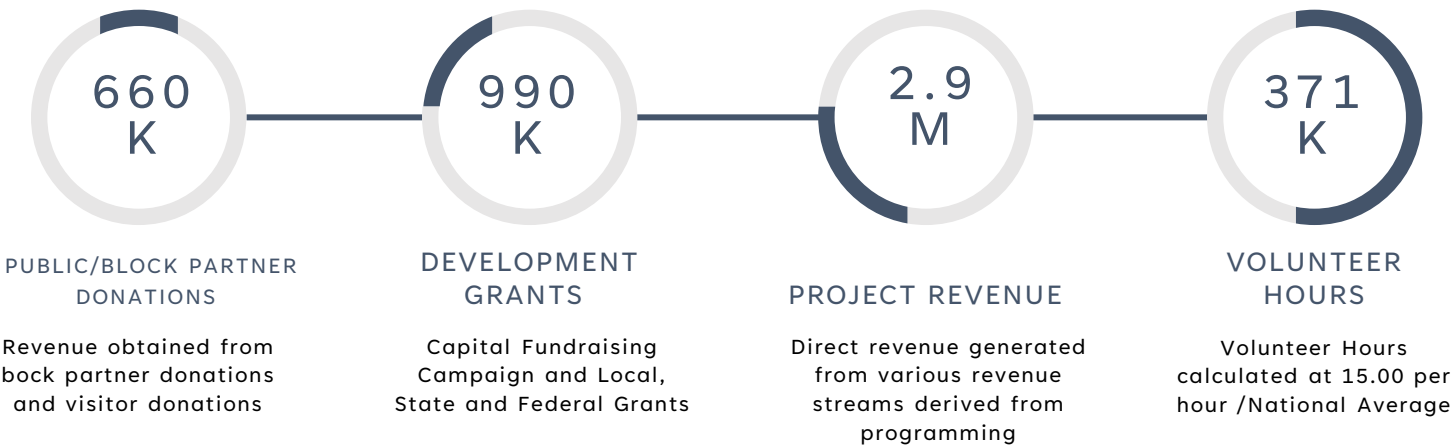 660
K
PUBLIC/BLOCK PARTNER
DONATIONS
Revenue obtained from
bock partner donations
and visitor donations
990
K
DEVELOPMENT
GRANTS
Capital Fundraising
Campaign and Local,
State and Federal Grants
2.9
M
PROJECT REVENUE
Direct revenue generated
from various revenue
streams derived from
programming
371
K
VOLUNTEER
HOURS
Volunteer Hours
calculated at 15.00 per
hour /National Average